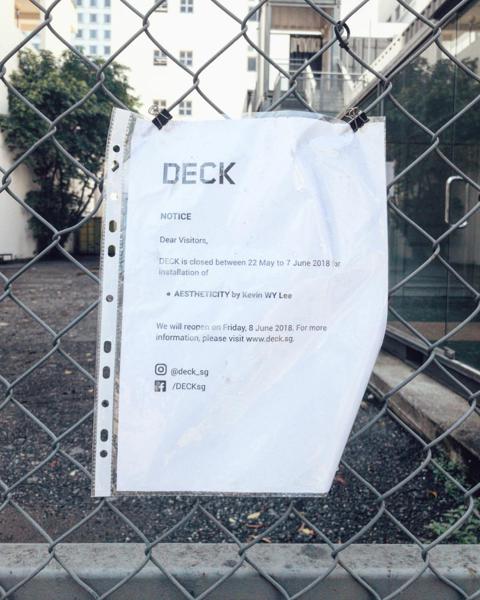 DECK
NOTICE
Dear Visitors,
DECK is closed between 22 May to 7 June 2018 for
installation of
• AESTHETICITY by Kevin WY Lee
We will reopen on Friday, 8 June 2018. For more
information, please visit www.deck.sg.
@deck_sg
/DECKsg